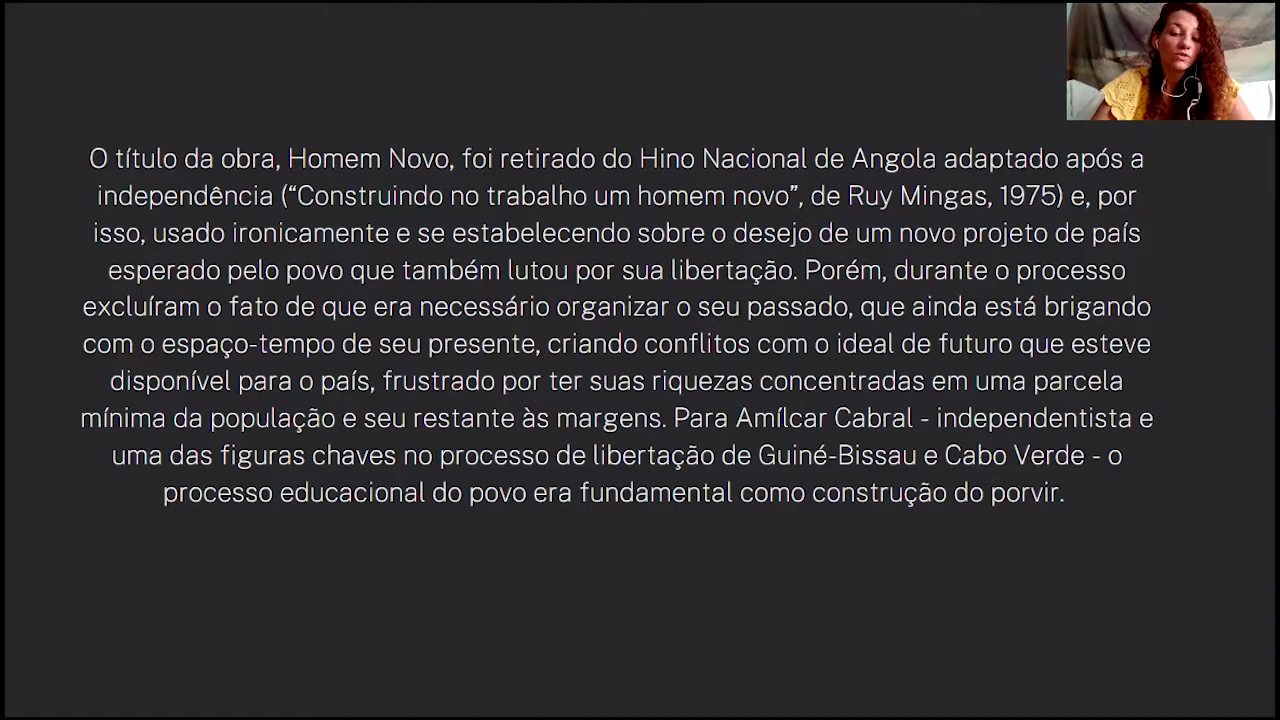 O título da obra, Homem Novo, foi retirado do Hino Nacional de Angola adaptado após a
independência (“Construindo no trabalho um homem novo”, de Ruy Mingas, 1975) e, por
isso, usado ironicamente e se estabelecendo sobre o desejo de um novo projeto de país
esperado pelo povo que também lutou por sua libertação. Porém, durante o processo
excluíram o fato de que era necessário organizar o seu passado, que ainda está brigando
com o espaço-tempo de seu presente, criando conflitos com o ideal de futuro que esteve
disponível para o país, frustrado por ter suas riquezas concentradas em uma parcela
mínima da população e seu restante às margens. Para Amílcar Cabral - independentista e
uma das figuras chaves no processo de libertação de Guiné-Bissau e Cabo Verde - o
processo educacional do povo era fundamental como construção do porvir.